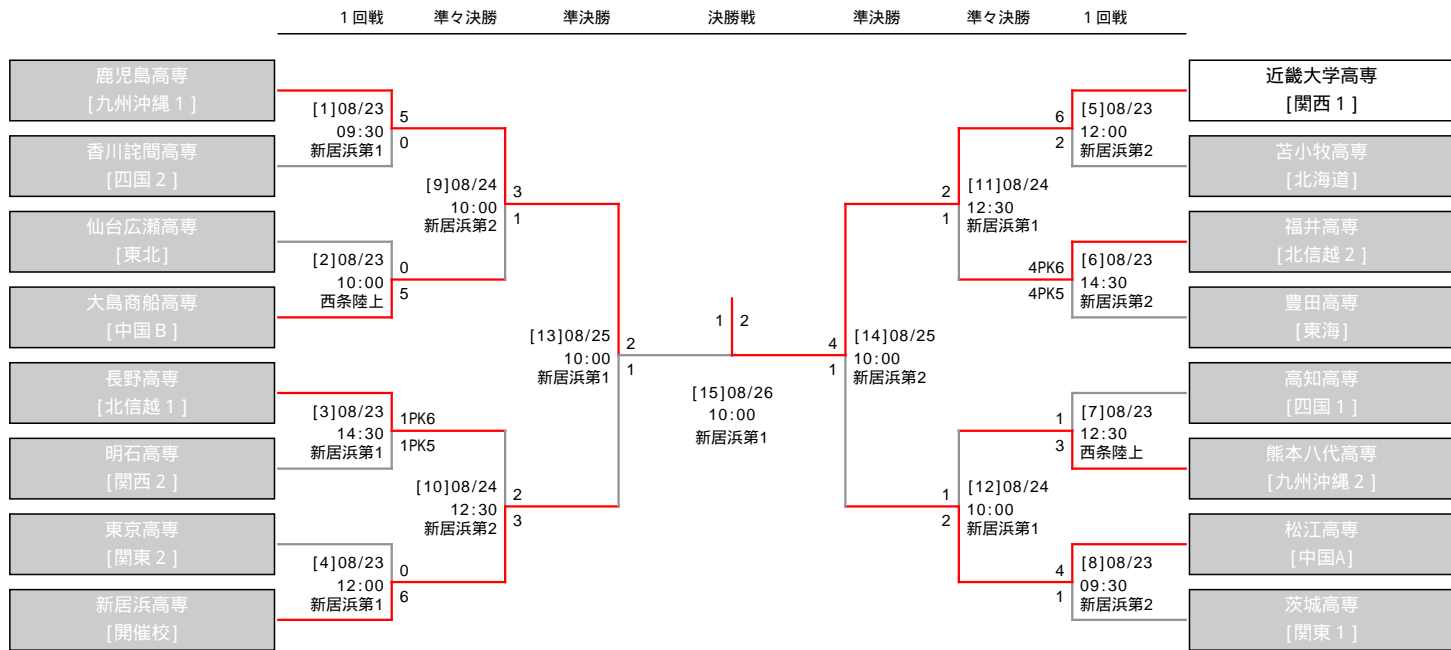 1回戦 準々決勝 準決勝 決勝戦 準決勝 準々決勝 1回戦
鹿児島高専
[九州沖縄1]
香川詫間高専
[四国2]
仙台広瀬高専
[東北]
大島商船高専
[中国B]
長野高専
[北信越1]
明石高専
[関西2]
東京高専
[関東2]
新居浜高専
[開催校]
[1]08/23
09:30
新居浜第1
5
0
[2]08/23
10:00
西条陸上
0
5
[3]08/23
14:30
新居浜第1
1PK6
1PK5
[4]08/23
12:00
新居浜第1
0
6
[9]08/24
10:00
新居浜第2
3
1
[10]08/24
12:30
新居浜第2
2
3
[13]08/25
10:00
新居浜第1
2
1
1 2
[15]08/26
10:00
新居浜第1
4
1
[14]08/25
10:00
新居浜第2
2
1
[11]08/24
12:30
新居浜第1
1
2
[12]08/24
10:00
新居浜第1
6
2
[5]08/23
12:00
新居浜第2
4PK6
4PK5
[6]08/23
14:30
新居浜第2
1
3
[7]08/23
12:30
西条陸上
4
1
[8]08/23
09:30
新居浜第2
近畿大学高専
[関西1]
苫小牧高専
[北海道]
福井高専
[北信越2]
豊田高専
[東海]
高知高専
[四国1]
熊本八代高専
[九州沖縄2]
松江高専
[中国A]
茨城高専
[関東1]